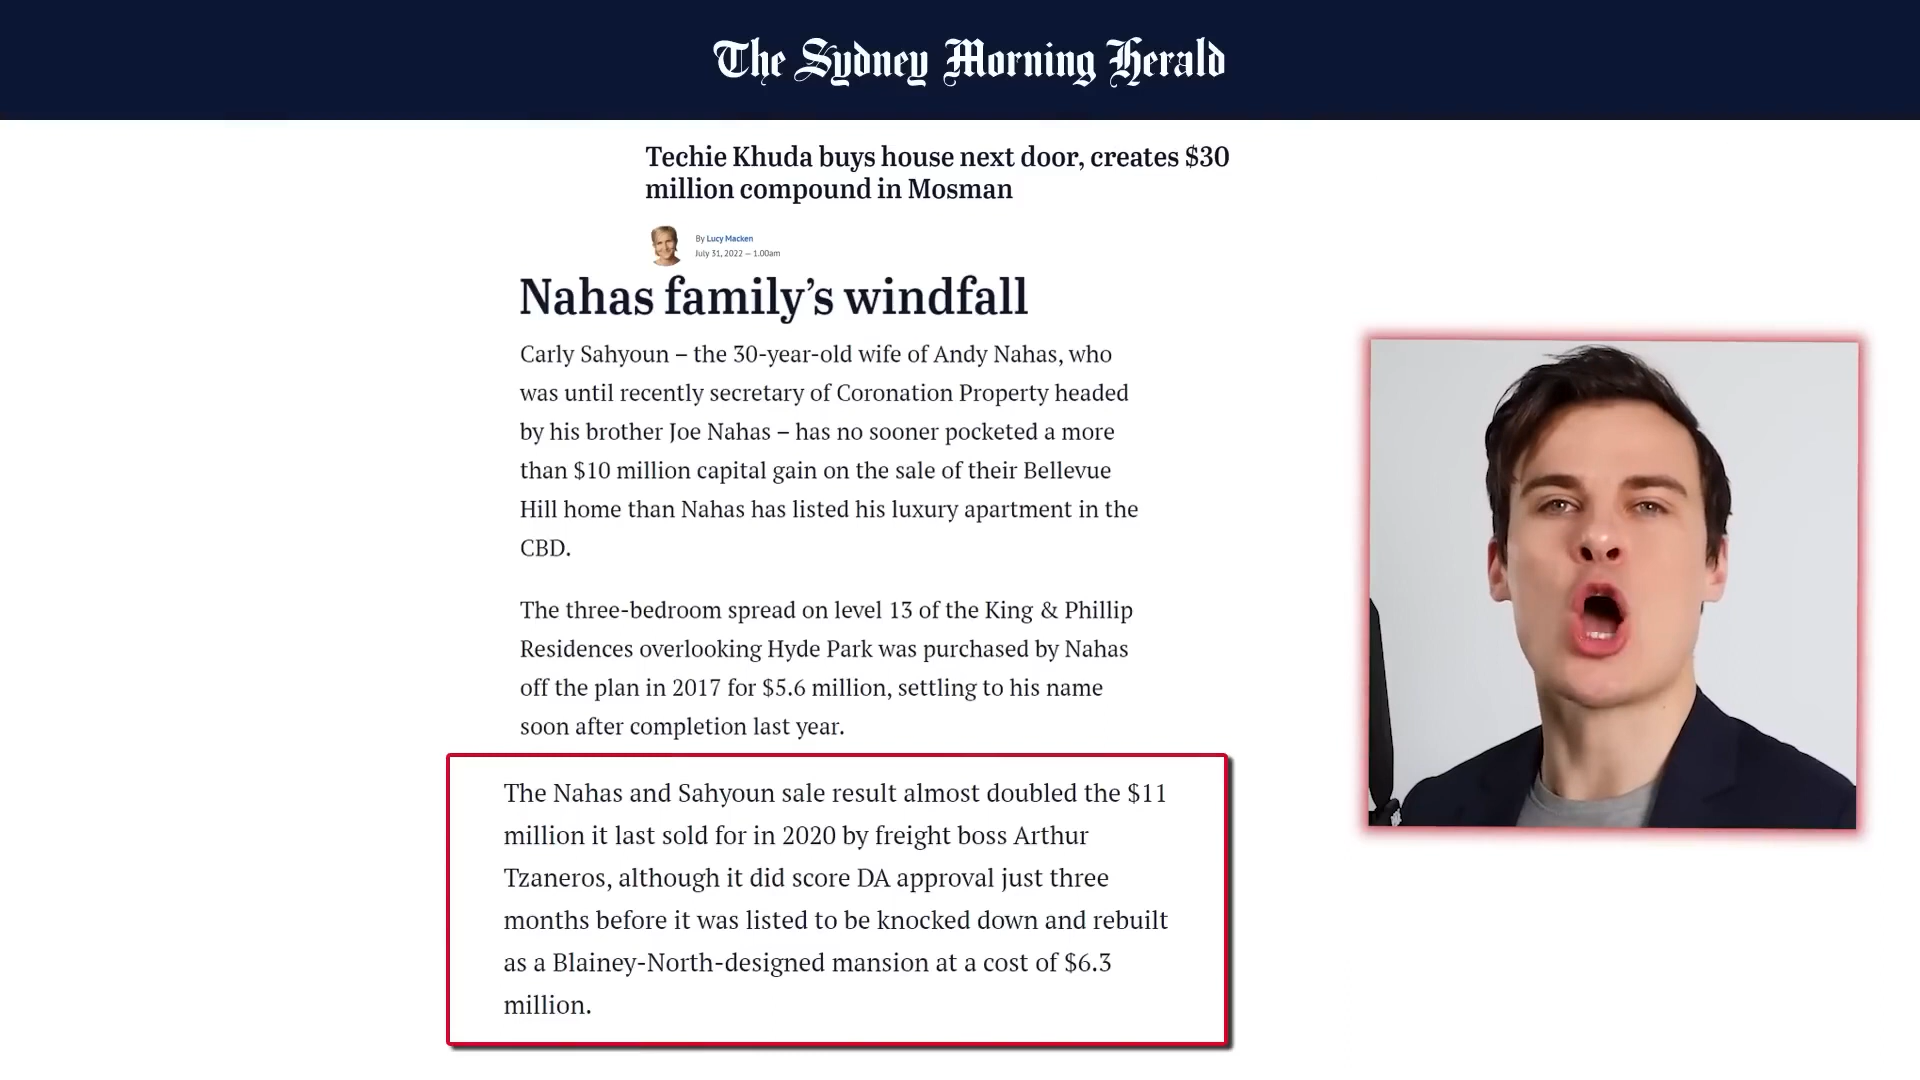 The Sydney Morning Herald
Techie Khuda buys house next door, creates $30
million compound in Mosman
By Lucy Macken
July 31, 2022 — 1.00am
Nahas family’s windfall
Carly Sahyoun – the 30-year-old wife of Andy Nahas, who
was until recently secretary of Coronation Property headed
by his brother Joe Nahas – has no sooner pocketed a more
than $10 million capital gain on the sale of their Bellevue
Hill home than Nahas has listed his luxury apartment in the
CBD.
The three-bedroom spread on level 13 of the King & Phillip
Residences overlooking Hyde Park was purchased by Nahas
off the plan in 2017 for $5.6 million, settling to his name
soon after completion last year.
The Nahas and Sahyoun sale result almost doubled the $11
million it last sold for in 2020 by freight boss Arthur
Tzaneros, although it did score DA approval just three
months before it was listed to be knocked down and rebuilt
as a Blainey-North-designed mansion at a cost of $6.3
million.